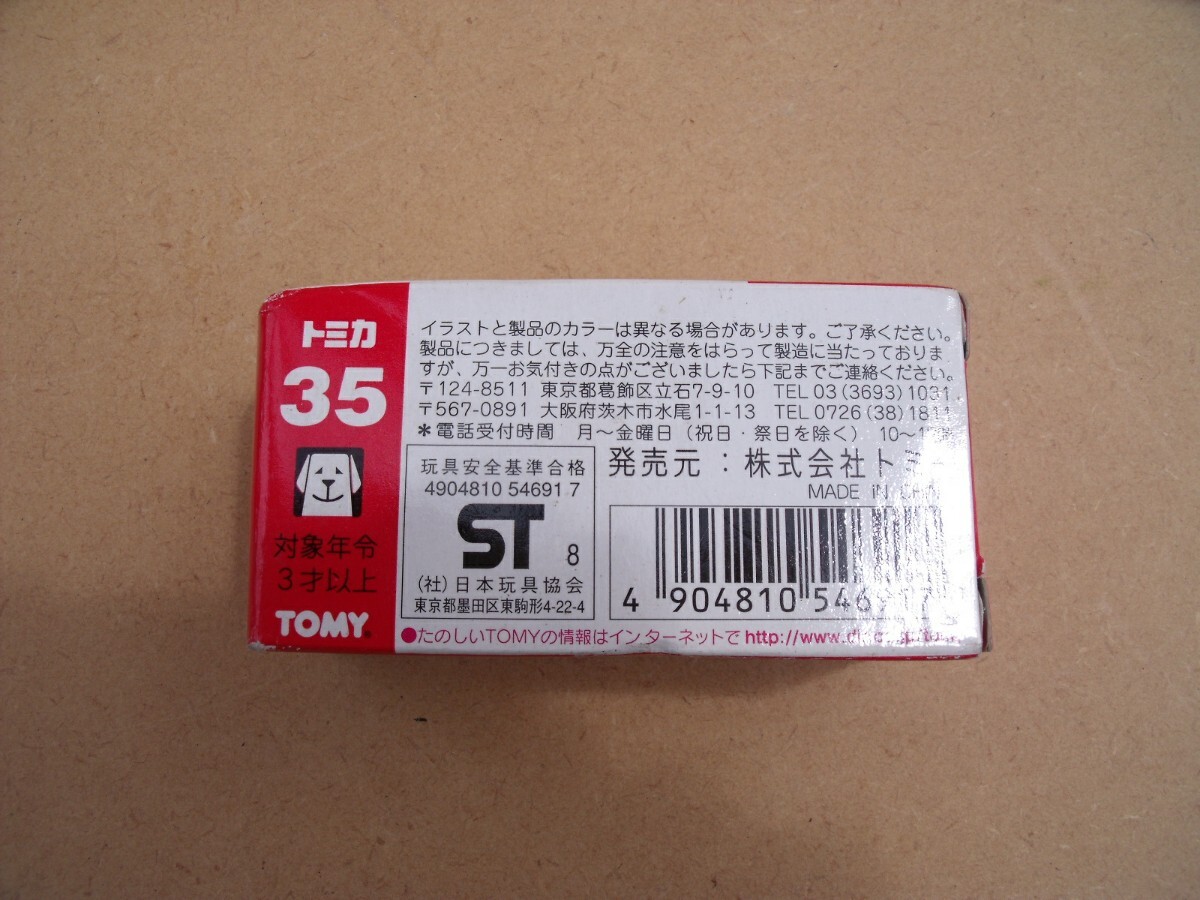 トミカ
35
対象年令
3才以上
TOMY®
イラストと製品のカラーは異なる場合があります。ご了承ください。
製品につきましては、万全の注意をはらって製造に当たっておりま
すが、万一お気付きの点がございましたら下記までご連絡ください。
〒124-8511 東京都葛飾区立石7-9-10 TEL 03(3693)1031
〒567-0891 大阪府茨木市水尾1-1-13 TEL 0726(38)1811
*電話受付時間 月〜金曜日(祝日・祭日を除く)
玩具安全基準合格
4904810 54691 7
ST 8
(社)日本玩具協会
東京都墨田区東駒形4-22-4
発売元:株式会社トミー
MADE IN
4 904810 546917
●たのしいTOMYの情報はインターネットで